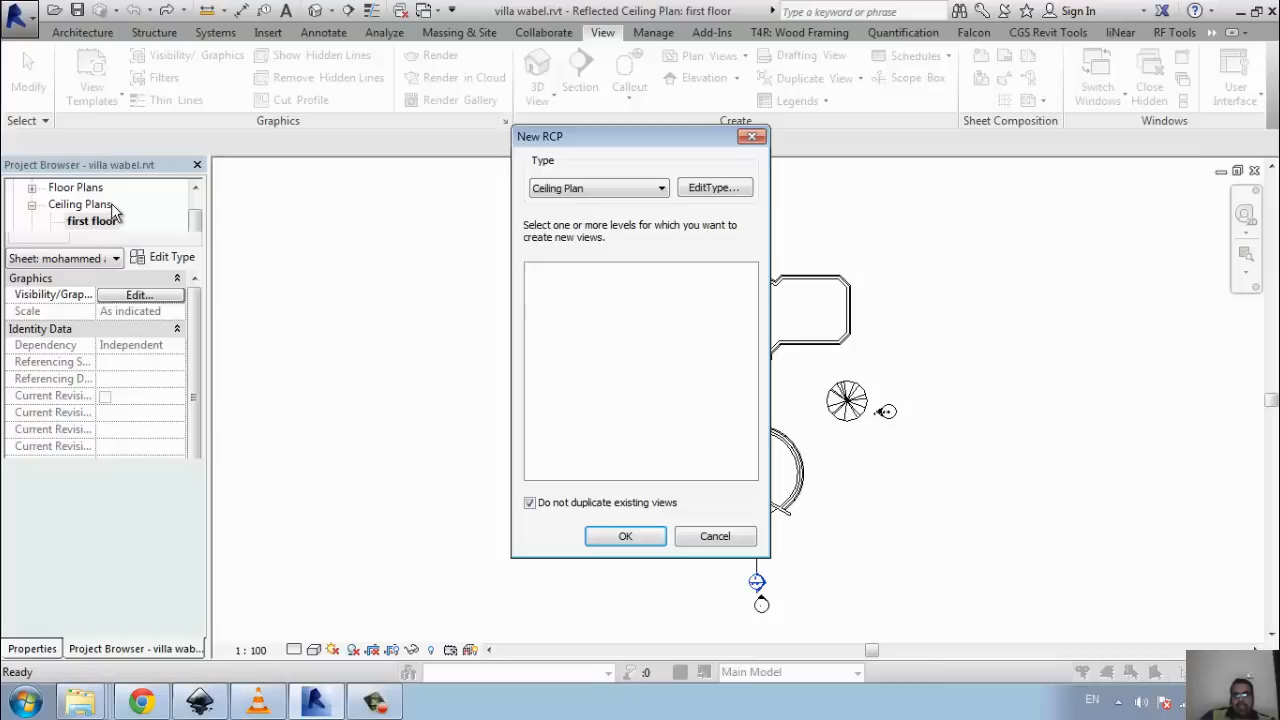 villa wabel.rvt - Reflected Ceiling Plan: first floor
Type a keyword or phrase
Sign In
Architecture Structure Systems Insert Annotate Analyze Massing & Site Collaborate View Manage Add-Ins T4R: Wood Framing Quantification Falcon CGS Revit Tools liNear RF Tools
Modify
View Templates
Visibility/ Graphics
Filters
Thin Lines
Show Hidden Lines
Remove Hidden Lines
Cut Profile
Render
Render in Cloud
Render Gallery
3D View
Section
Callout
Plan Views
Elevation
Drafting View
Duplicate View
Legends
Schedules
Scope Box
Switch Windows
Close Hidden
User Interface
Select
Graphics
Create
Sheet Composition
Windows
Project Browser - villa wabel.rvt
Floor Plans
Ceiling Plans
first floor
Sheet: mohammed
Edit Type
Graphics
Visibility/Grap... Edit...
Scale As indicated
Identity Data
Dependency Independent
Referencing S...
Referencing D...
Current Revisi...
Current Revisi...
Current Revisi...
Current Revisi...
Properties
Project Browser - villa wab...
New RCP
Type
Ceiling Plan
EditType...
Select one or more levels for which you want to
create new views.
Do not duplicate existing views
OK
Cancel
1 : 100
Ready
:0
Main Model
EN